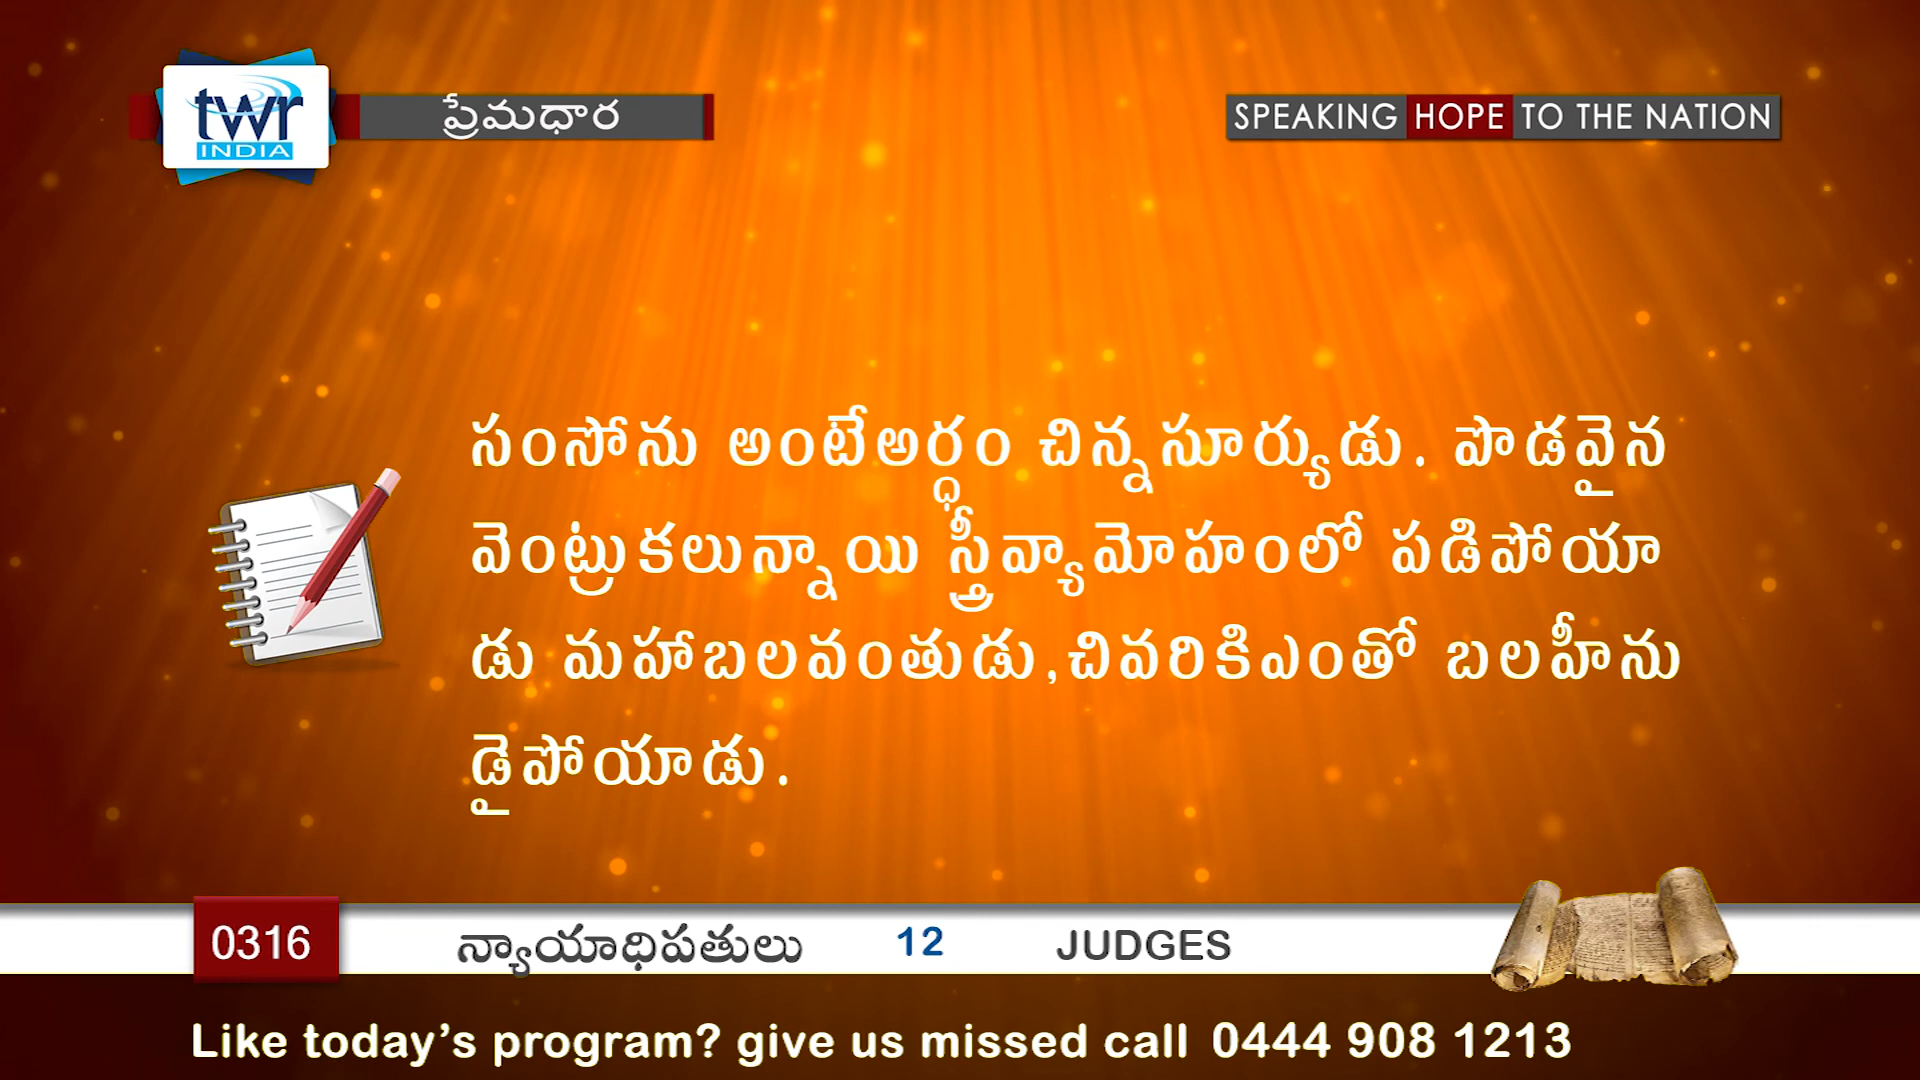 twr
INDIA
ప్రేమధార
SPEAKING HOPE TO THE NATION
సంసోను అంటేఅర్ధం చిన్నసూర్యుడు. పొడవైన
వెంట్రుకలున్నాయి స్త్రీవ్యామోహంలో పడిపోయా
డు మహాబలవంతుడు,చివరికిఎంతో బలహీను
డైపోయాడు.
0316 న్యాయాధిపతులు 12 JUDGES
Like today's program? give us missed call 0444 908 1213